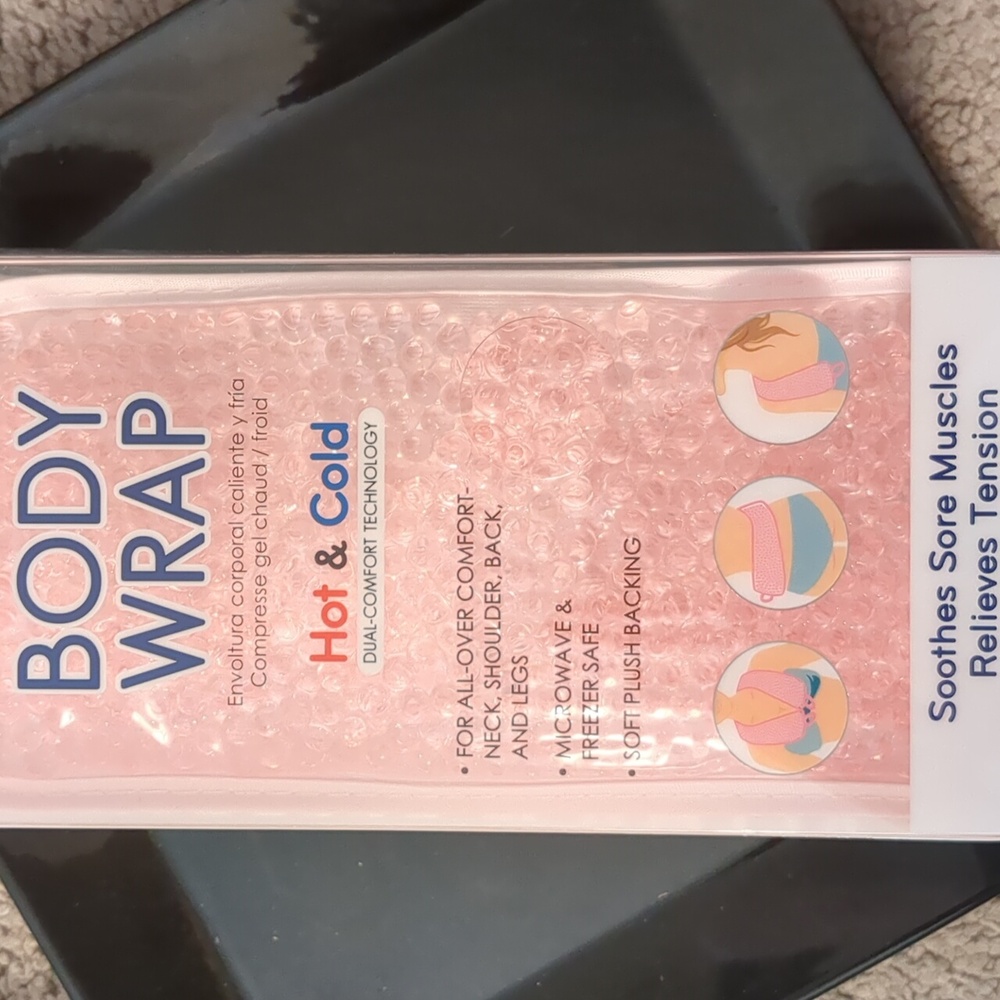 BODY
WRAP
Envoltura corporal caliente y fría
Compresse gel chaud / froid
Hot & Cold
DUAL-COMFORT TECHNOLOGY
• FOR ALL-OVER COMFORT-
NECK, SHOULDER, BACK,
AND LEGS
• MICROWAVE &
FREEZER SAFE
• SOFT PLUSH BACKING
Soothes Sore Muscles
Relieves Tension